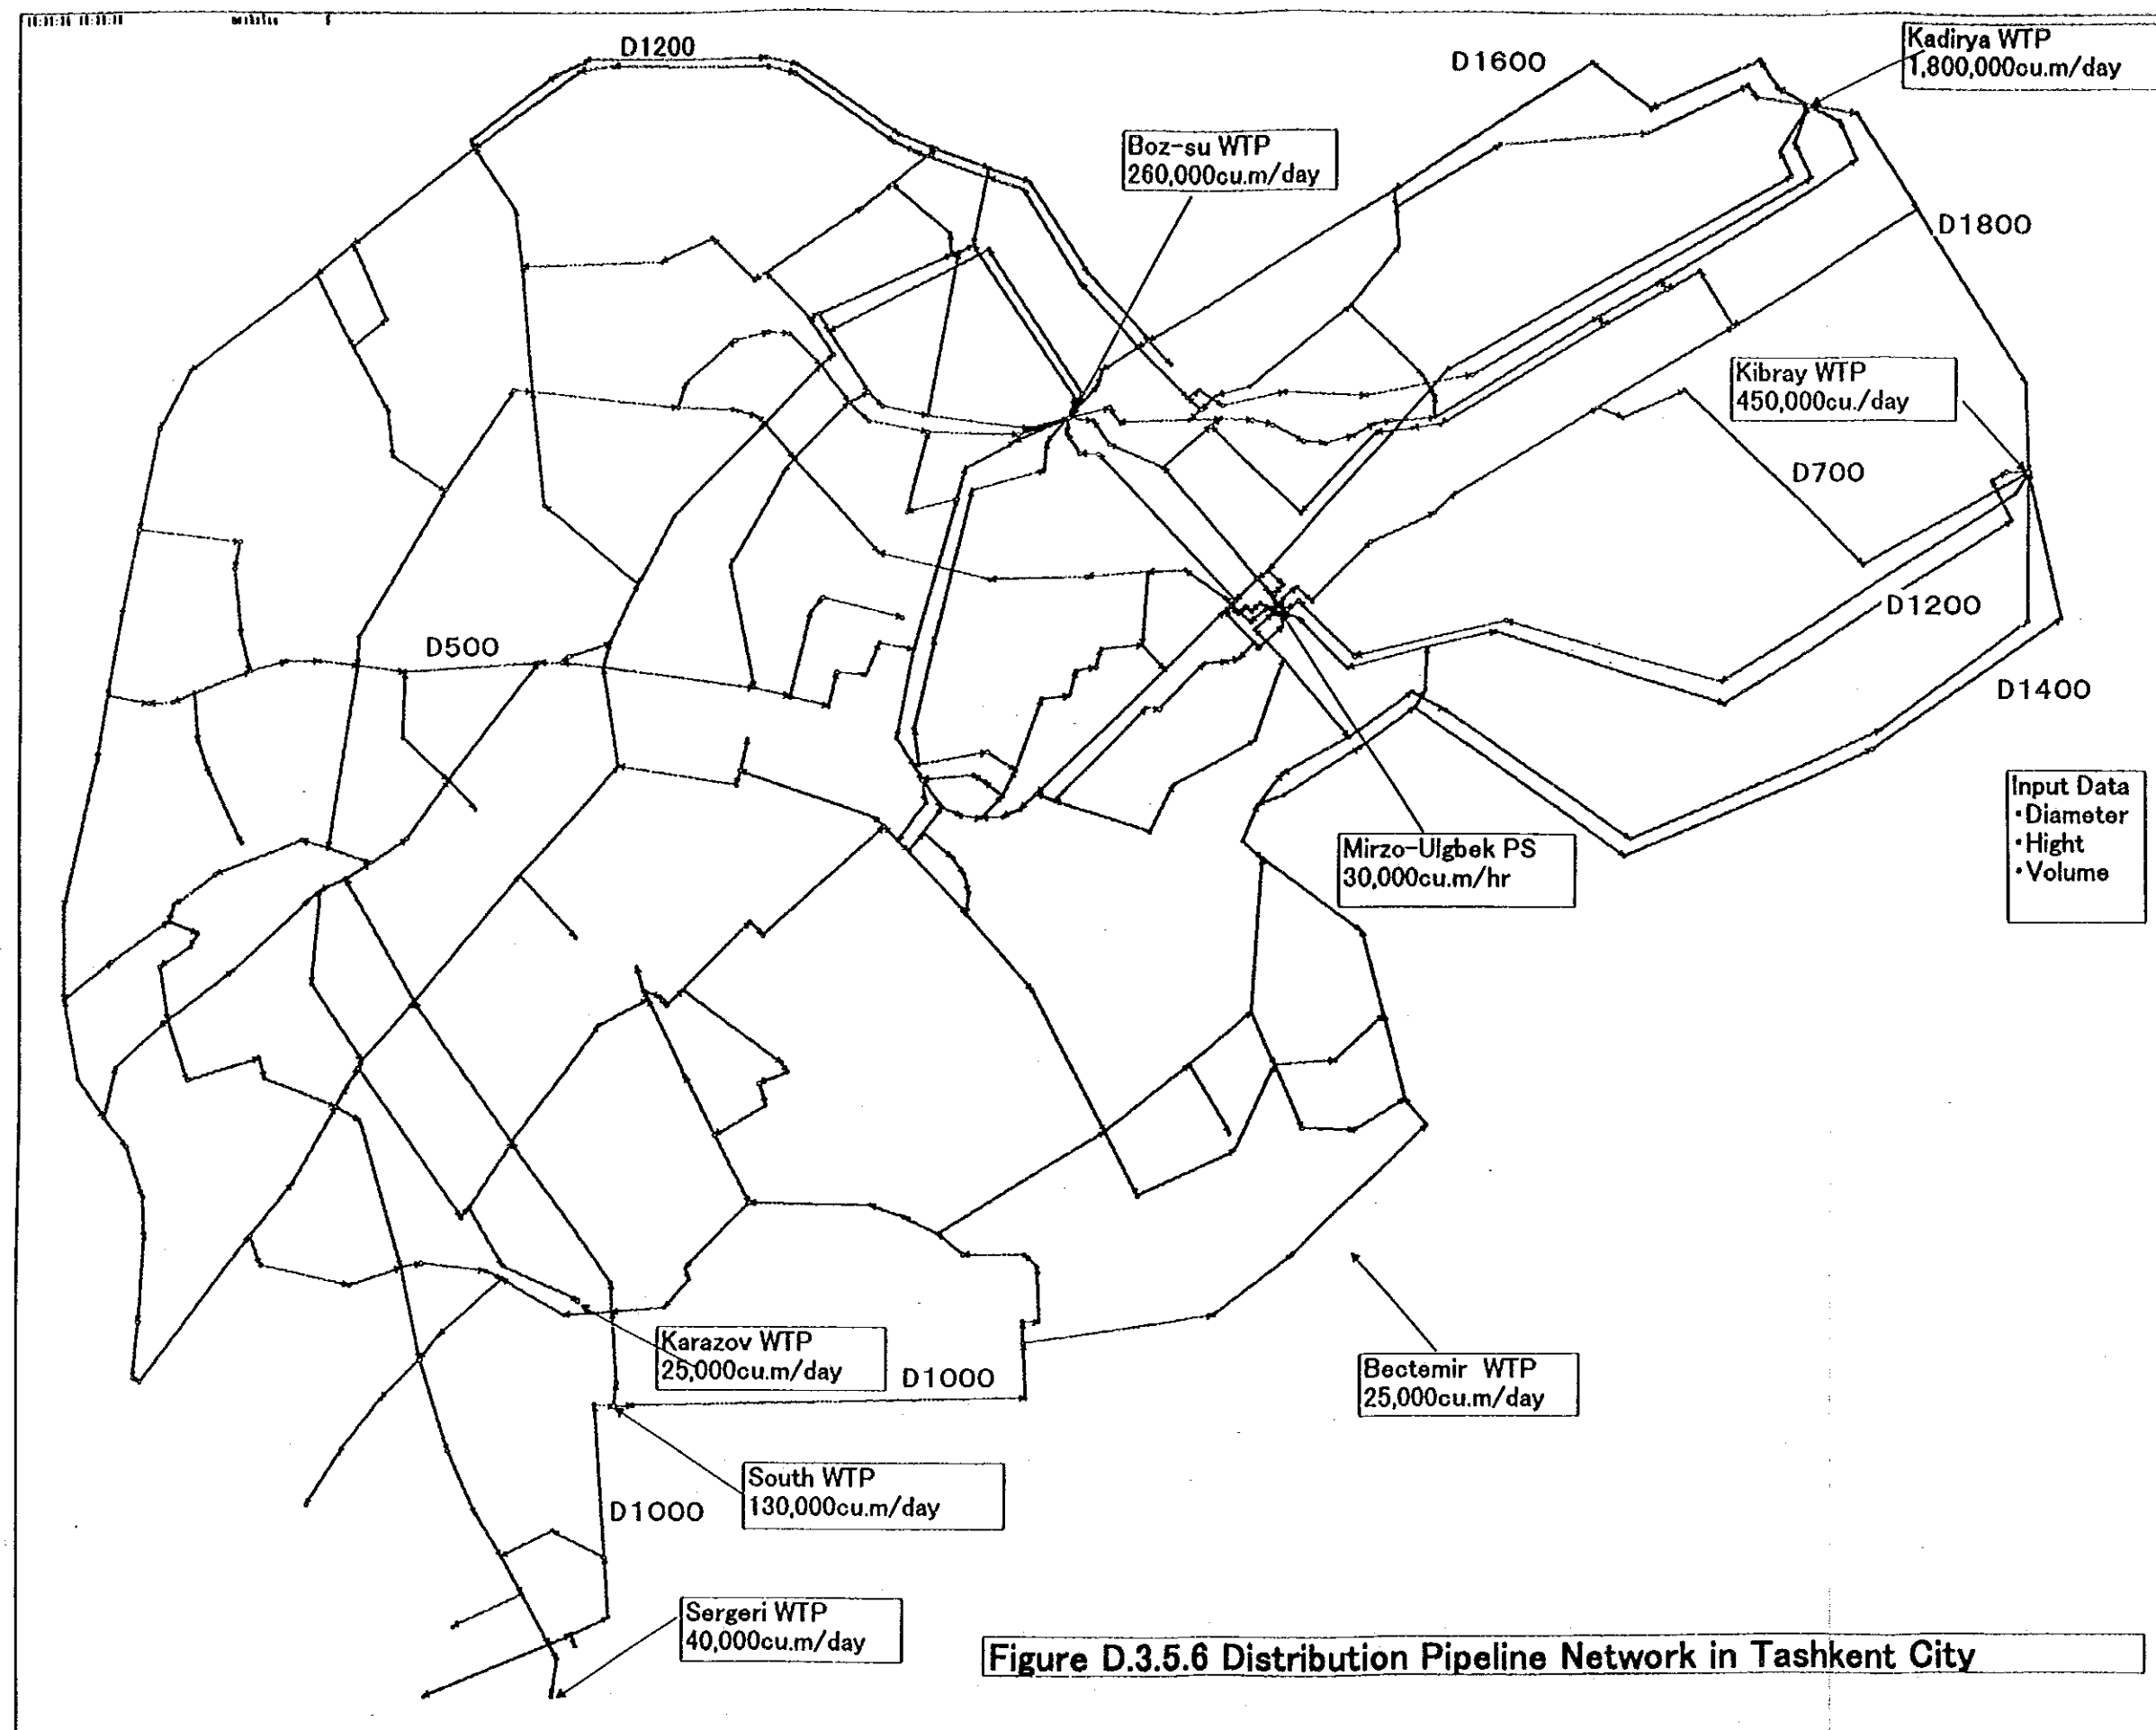 D1200
Kadirya WTP
1,800,000cu.m/day
D1600
Boz-su WTP
260,000cu.m/day
D1800
Kibray WTP
450,000cu./day
D700
D1200
D500
D1400
Input Data
・Diameter
・Hight
・Volume
Mirzo-Ulgbek PS
30,000cu.m/hr
Karazov WTP
25,000cu.m/day
D1000
Bectemir WTP
25,000cu.m/day
South WTP
130,000cu.m/day
D1000
Sergeri WTP
40,000cu.m/day
Figure D.3.5.6 Distribution Pipeline Network in Tashkent City